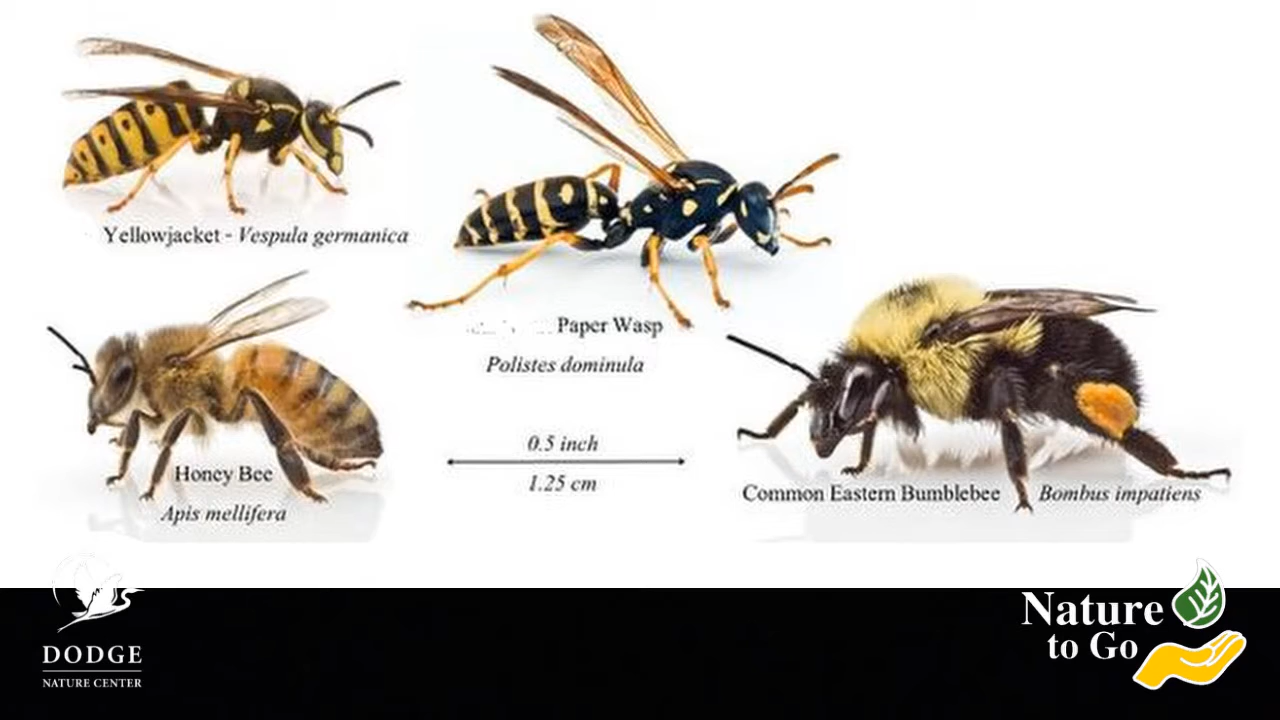 Yellowjacket - Vespula germanica
Paper Wasp
Polistes dominula
Honey Bee
Apis mellifera
0.5 inch
1.25 cm
Common Eastern Bumblebee Bombus impatiens
DODGE
NATURE CENTER
Nature
to Go